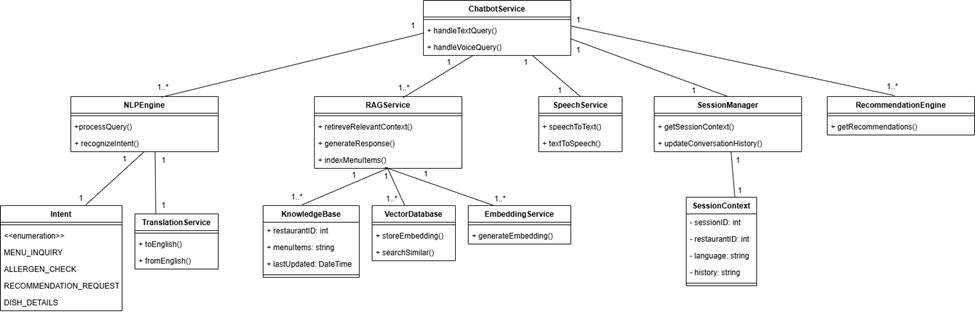 ChatbotService
+ handleTextQuery()
+ handleVoiceQuery()
1
1
1
1
1
1..*
1..*
1
1
1..*
NLPEngine
+processQuery()
+ recognizeIntent()
RAGService
+ retireveRelevantContext()
+ generateResponse()
+ indexMenuItems()
SpeechService
+ speechToText()
+ textToSpeech()
SessionManager
+ getSessionContext()
+ updateConversationHistory()
RecommendationEngine
+ getRecommendations()
1
1
1
1
1
1
1
1
1..*
1..*
1..*
1
Intent
<<enumeration>>
MENU_INQUIRY
ALLERGEN_CHECK
RECOMMENDATION_REQUEST
DISH_DETAILS
TranslationService
+ toEnglish()
+ fromEnglish()
KnowledgeBase
+ restaurantID: int
+ menuItems: string
+ lastUpdated: DateTime
VectorDatabase
+ storeEmbedding()
+ searchSimilar()
EmbeddingService
+ generateEmbedding()
SessionContext
- sessionID: int
- restaurantID: int
- language: string
- history: string